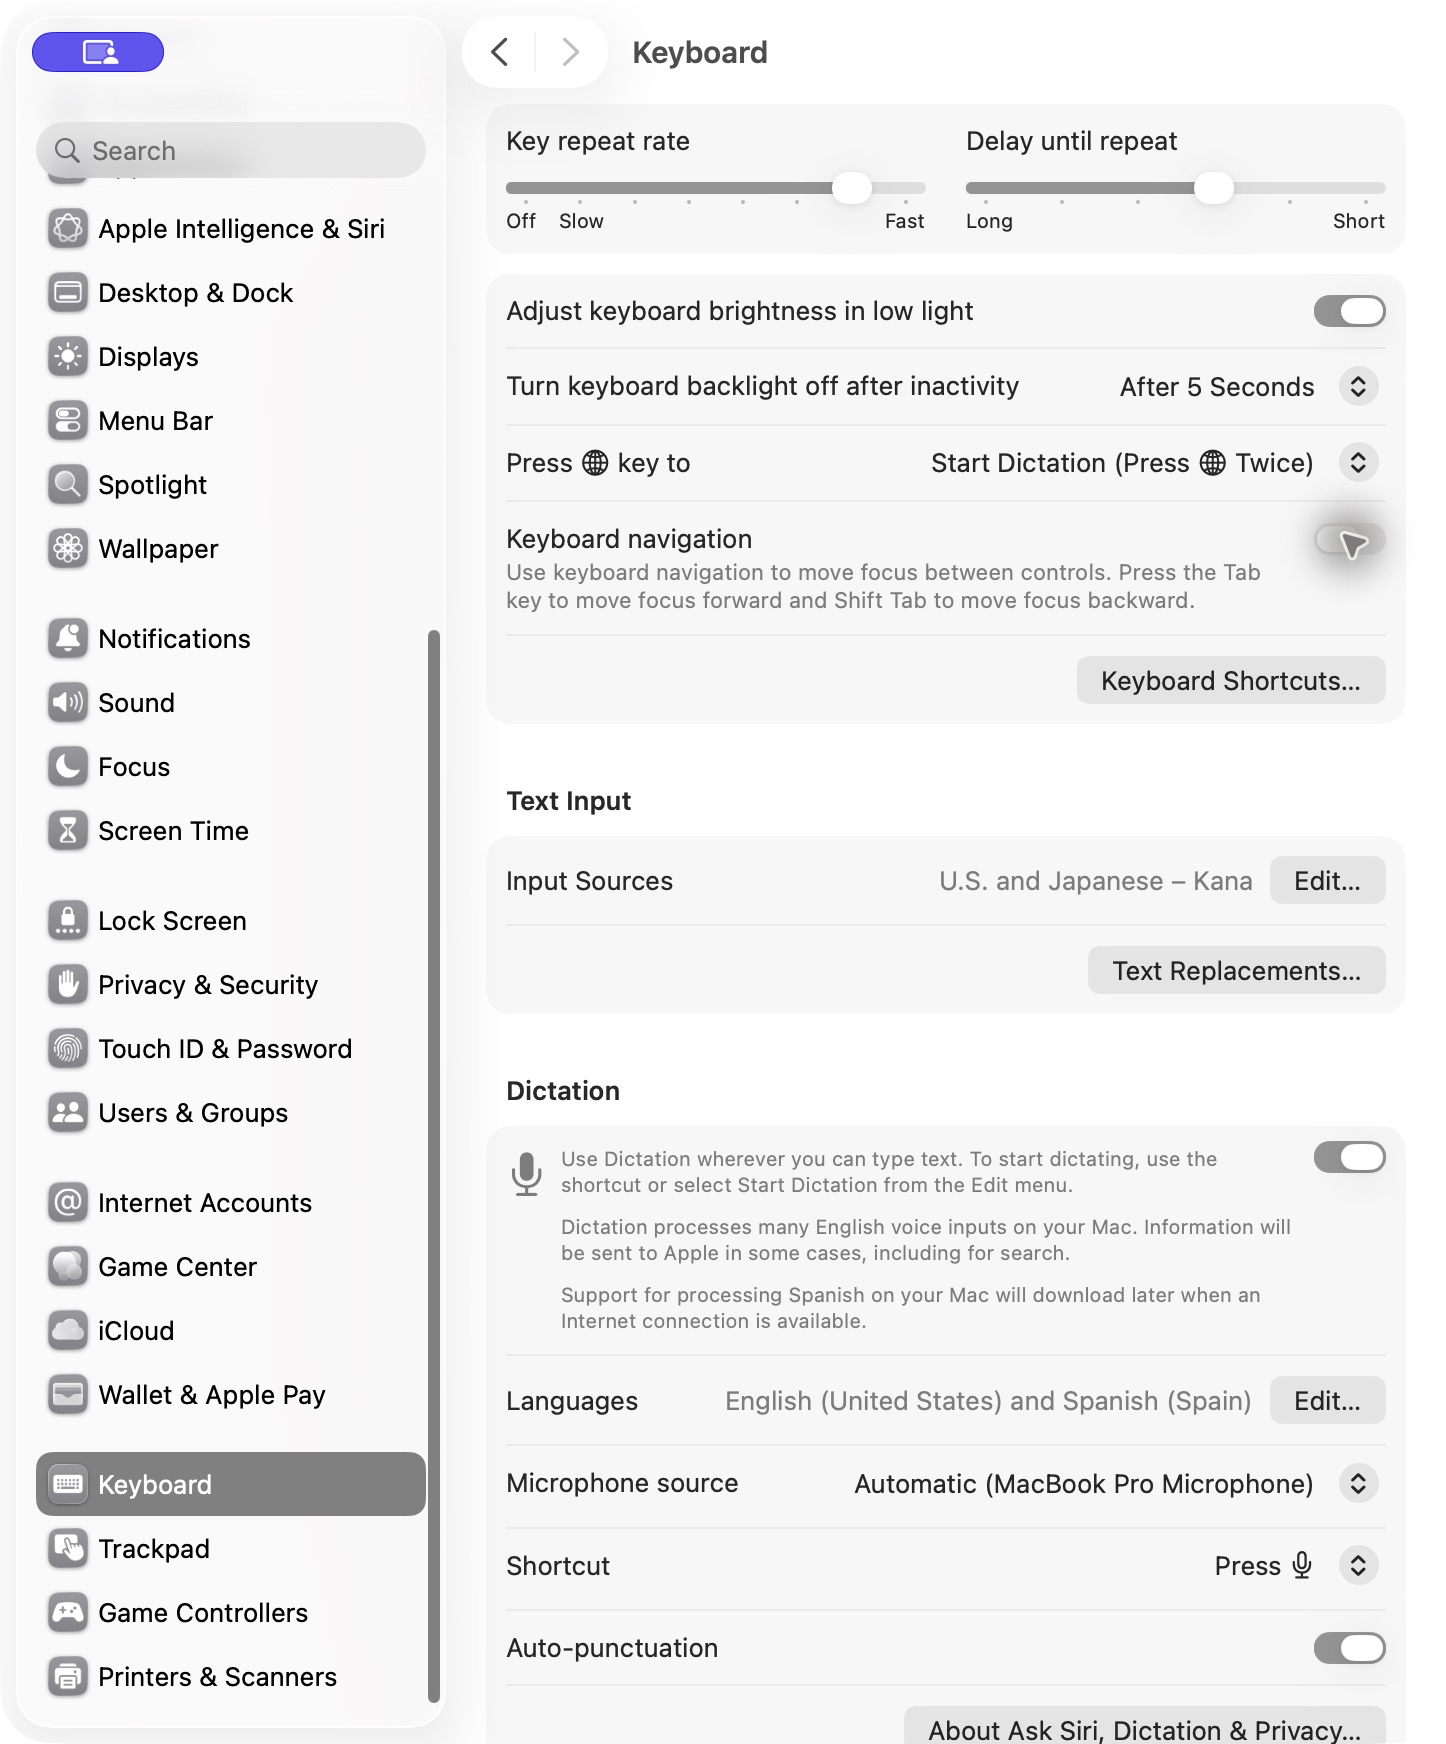 Search
Apple Intelligence & Siri
Desktop & Dock
Displays
Menu Bar
Spotlight
Wallpaper
Notifications
Sound
Focus
Screen Time
Lock Screen
Privacy & Security
Touch ID & Password
Users & Groups
Internet Accounts
Game Center
iCloud
Wallet & Apple Pay
Keyboard
Trackpad
Game Controllers
Printers & Scanners
Keyboard
Key repeat rate
Off Slow Fast
Delay until repeat
Long Short
Adjust keyboard brightness in low light
Turn keyboard backlight off after inactivity After 5 Seconds
Press key to Start Dictation (Press Twice)
Keyboard navigation
Use keyboard navigation to move focus between controls. Press the Tab
key to move focus forward and Shift Tab to move focus backward.
Keyboard Shortcuts...
Text Input
Input Sources U.S. and Japanese – Kana Edit...
Text Replacements...
Dictation
Use Dictation wherever you can type text. To start dictating, use the
shortcut or select Start Dictation from the Edit menu.
Dictation processes many English voice inputs on your Mac. Information will
be sent to Apple in some cases, including for search.
Support for processing Spanish on your Mac will download later when an
Internet connection is available.
Languages English (United States) and Spanish (Spain) Edit...
Microphone source Automatic (MacBook Pro Microphone)
Shortcut Press
Auto-punctuation
About Ask Siri, Dictation & Privacy...